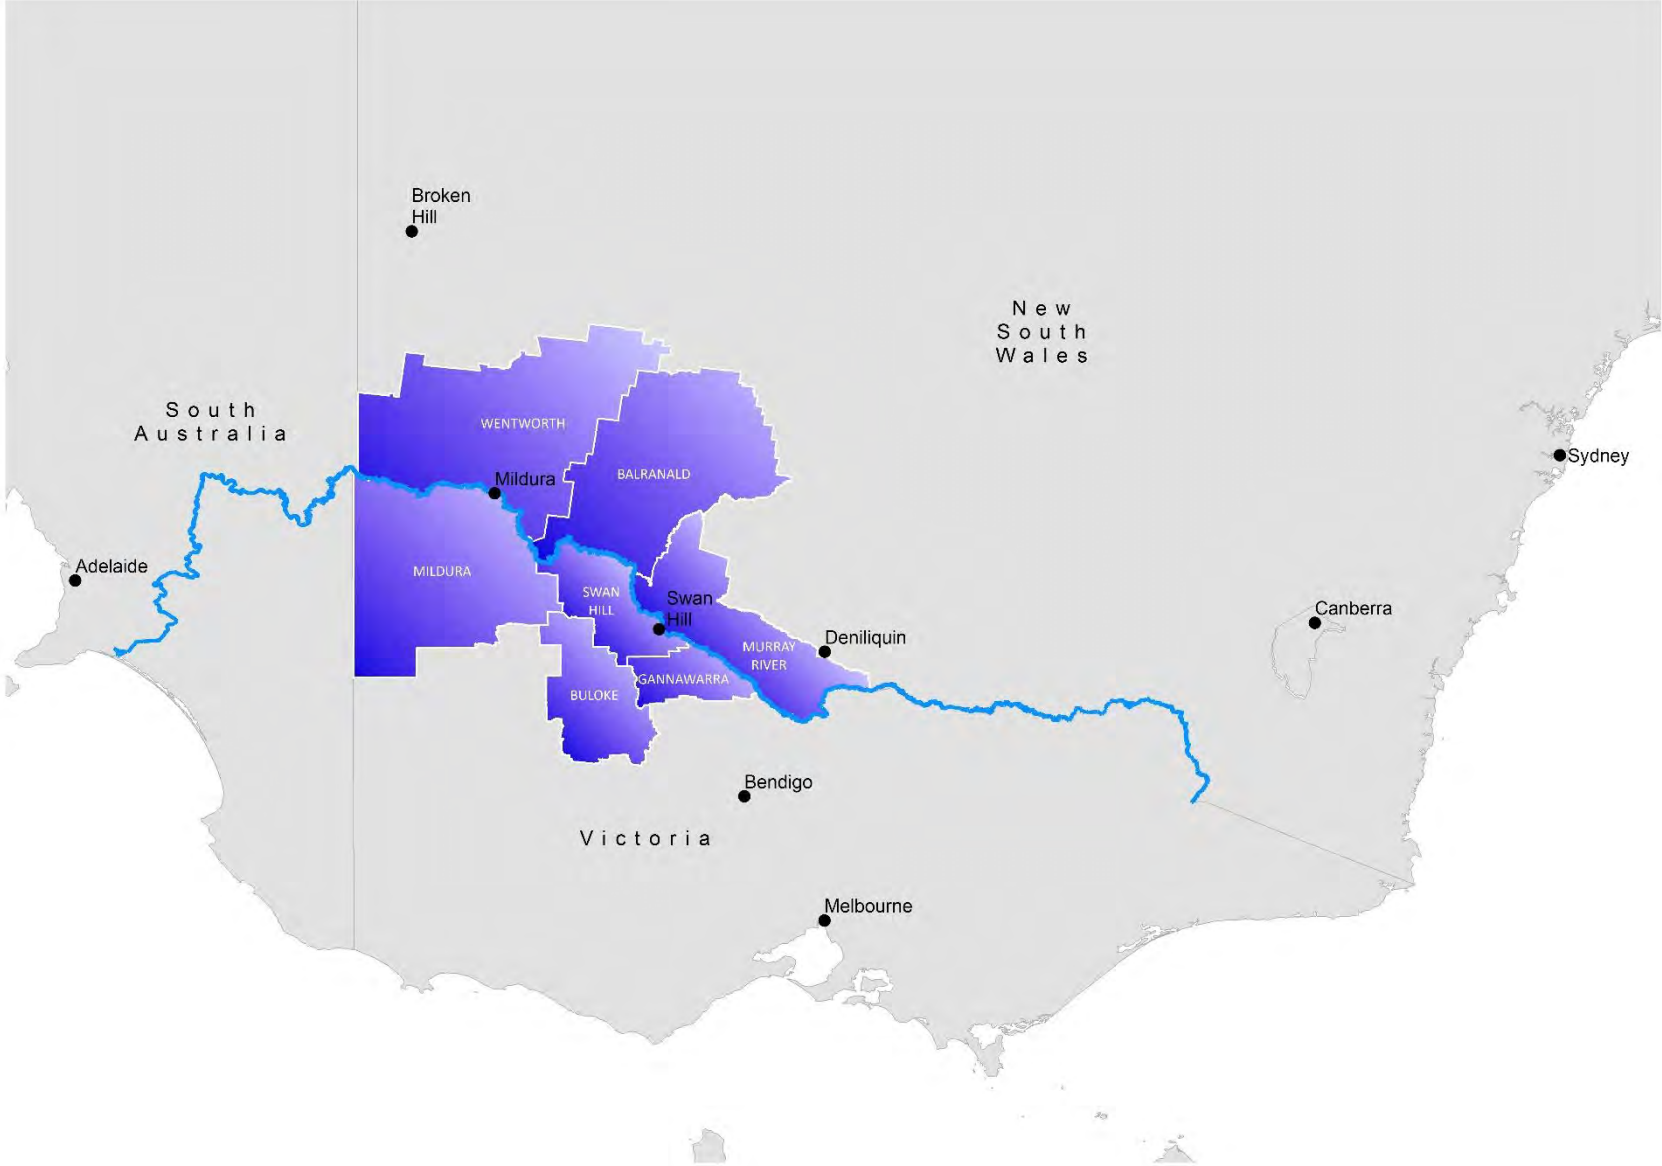 Broken
Hill
New
South
Wales
South
Australia
WENTWORTH
Sydney
BALRANALD
Mildura
Adelaide
MILDURA
SWAN
HILL
Swan
Hill
Canberra
Deniliquin
MURRAY
RIVER
GANNAWARRA
BULOKE
Bendigo
Victoria
Melbourne